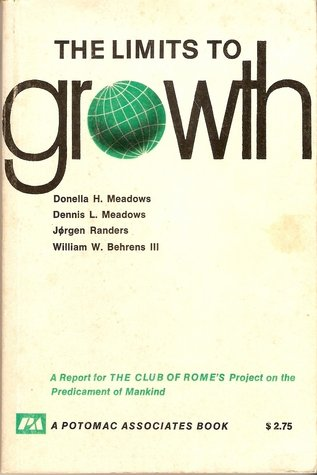 THE LIMITS TO
growth
Donella H. Meadows
Dennis L. Meadows
Jørgen Randers
William W. Behrens III
A Report for THE CLUB OF ROME'S Project on the
Predicament of Mankind
PA A POTOMAC ASSOCIATES BOOK $2.75